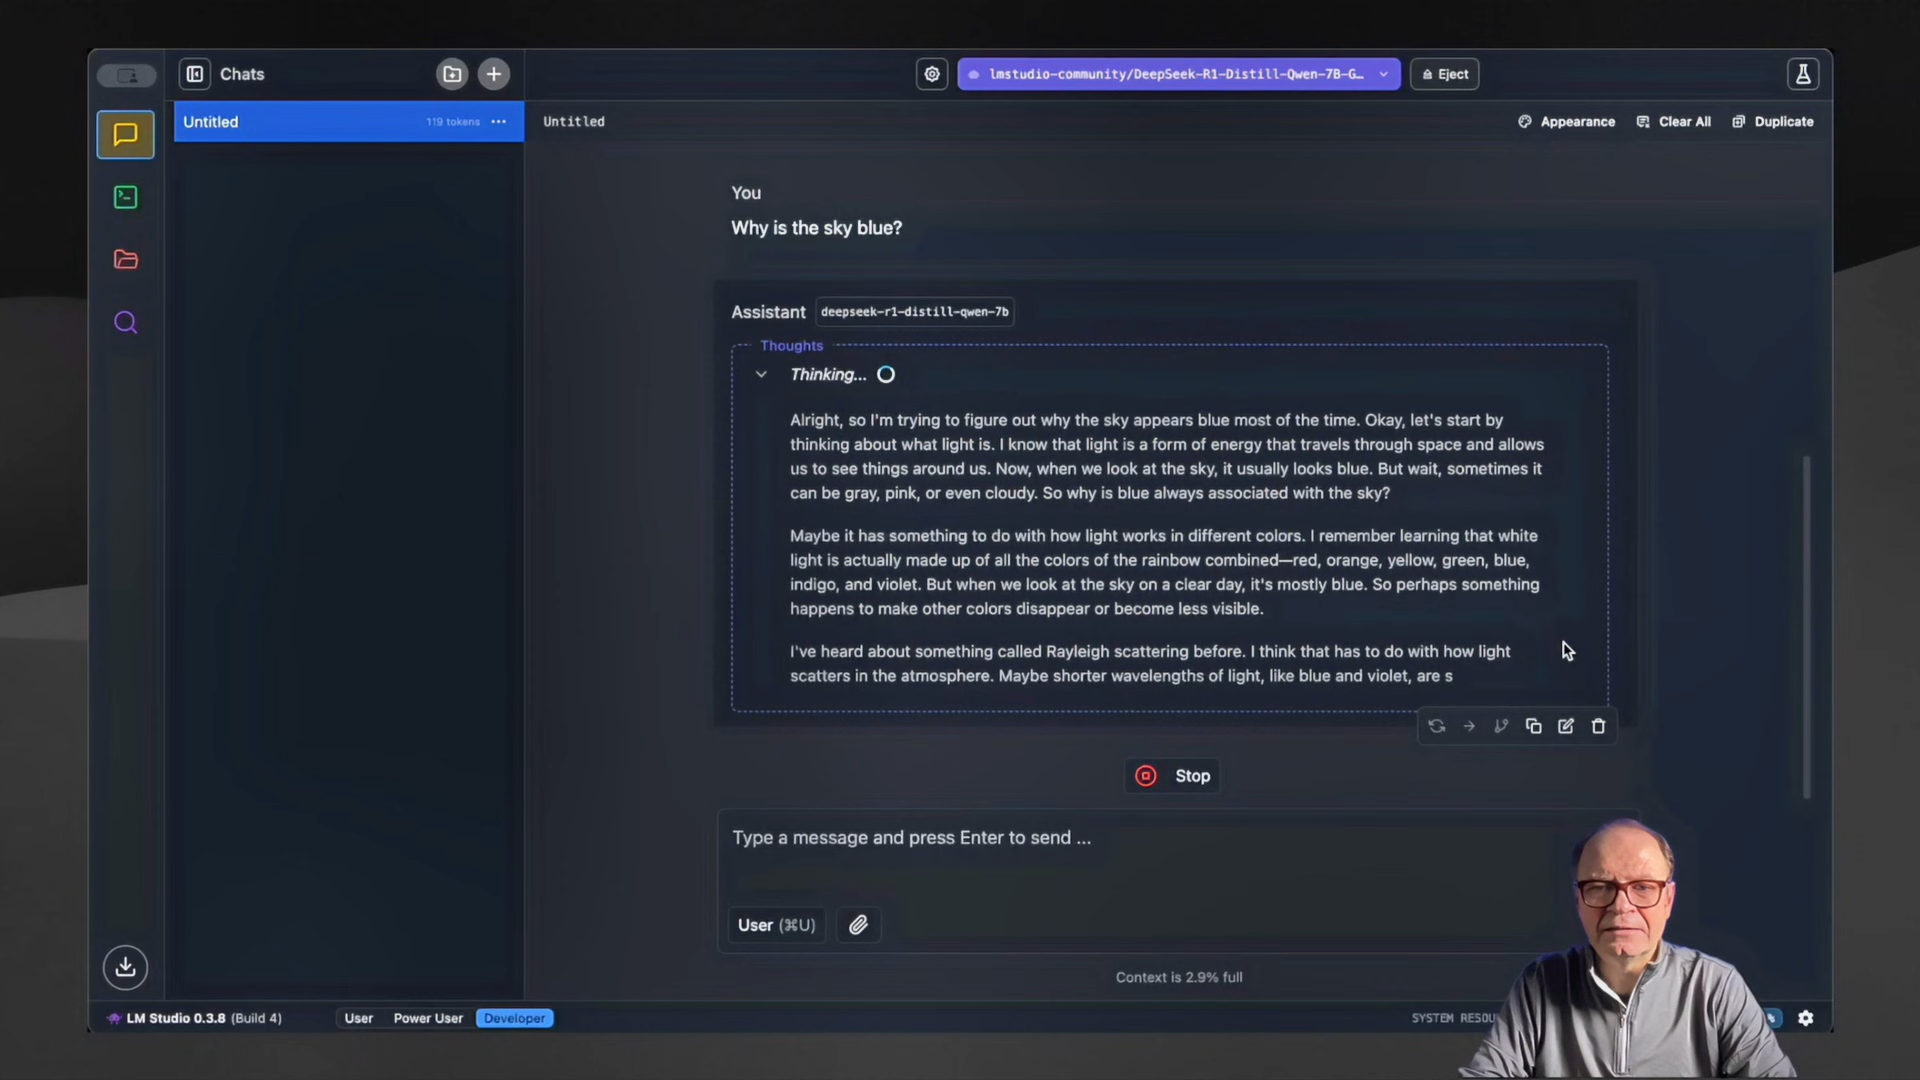 Chats
lmstudio-community/DeepSeek-R1-Distill-Qwen-7B-G…
Eject
Untitled
119 tokens
Untitled
Appearance
Clear All
Duplicate
You
Why is the sky blue?
Assistant
deepseek-r1-distill-qwen-7b
Thoughts
Thinking...
Alright, so I'm trying to figure out why the sky appears blue most of the time. Okay, let's start by
thinking about what light is. I know that light is a form of energy that travels through space and allows
us to see things around us. Now, when we look at the sky, it usually looks blue. But wait, sometimes it
can be gray, pink, or even cloudy. So why is blue always associated with the sky?
Maybe it has something to do with how light works in different colors. I remember learning that white
light is actually made up of all the colors of the rainbow combined—red, orange, yellow, green, blue,
indigo, and violet. But when we look at the sky on a clear day, it's mostly blue. So perhaps something
happens to make other colors disappear or become less visible.
I've heard about something called Rayleigh scattering before. I think that has to do with how light
scatters in the atmosphere. Maybe shorter wavelengths of light, like blue and violet, are s
Stop
Type a message and press Enter to send ...
User (⌘U)
Context is 2.9% full
LM Studio 0.3.8 (Build 4)
User
Power User
Developer
SYSTEM